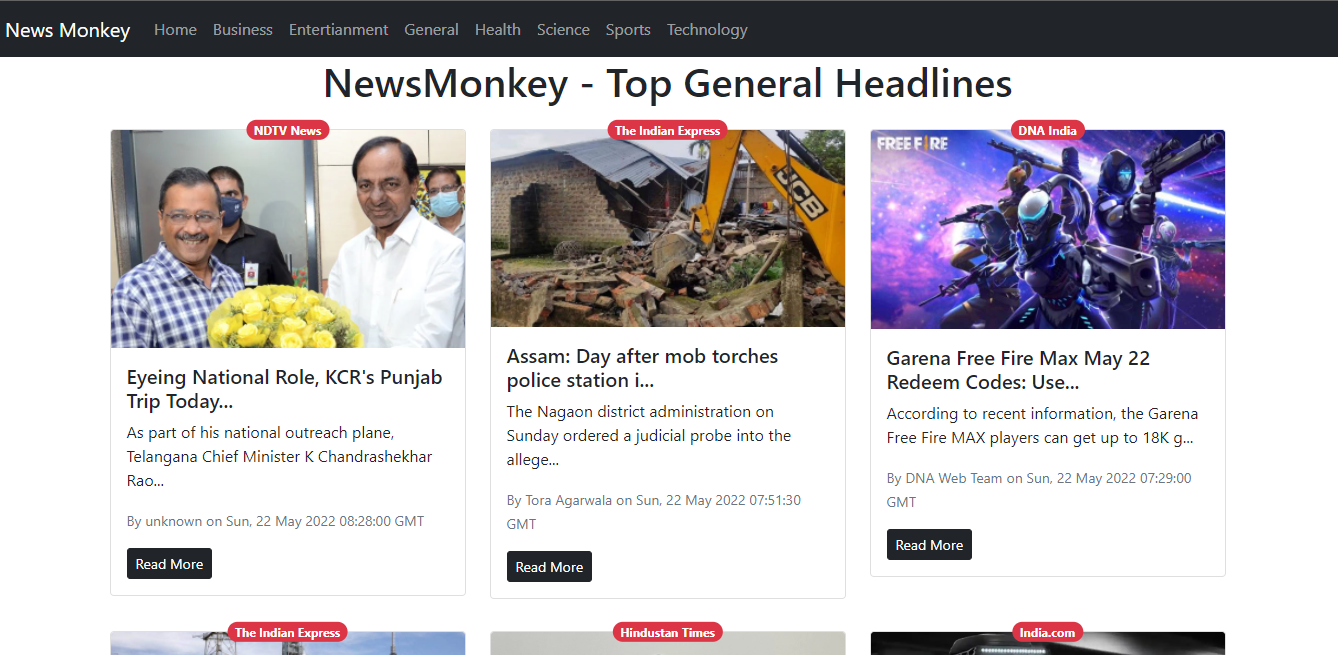 News Monkey Home Business Entertianment General Health Science Sports Technology
NewsMonkey - Top General Headlines
NDTV News
Eyeing National Role, KCR's Punjab
Trip Today...
As part of his national outreach plane,
Telangana Chief Minister K Chandrashekhar
Rao...
By unknown on Sun, 22 May 2022 08:28:00 GMT
Read More
The Indian Express
JCB
Assam: Day after mob torches
police station i...
The Nagaon district administration on
Sunday ordered a judicial probe into the
allege...
By Tora Agarwala on Sun, 22 May 2022 07:51:30
GMT
Read More
DNA India
FREE FIRE
Garena Free Fire Max May 22
Redeem Codes: Use...
According to recent information, the Garena
Free Fire MAX players can get up to 18K g...
By DNA Web Team on Sun, 22 May 2022 07:29:00
GMT
Read More
The Indian Express
Hindustan Times
India.com